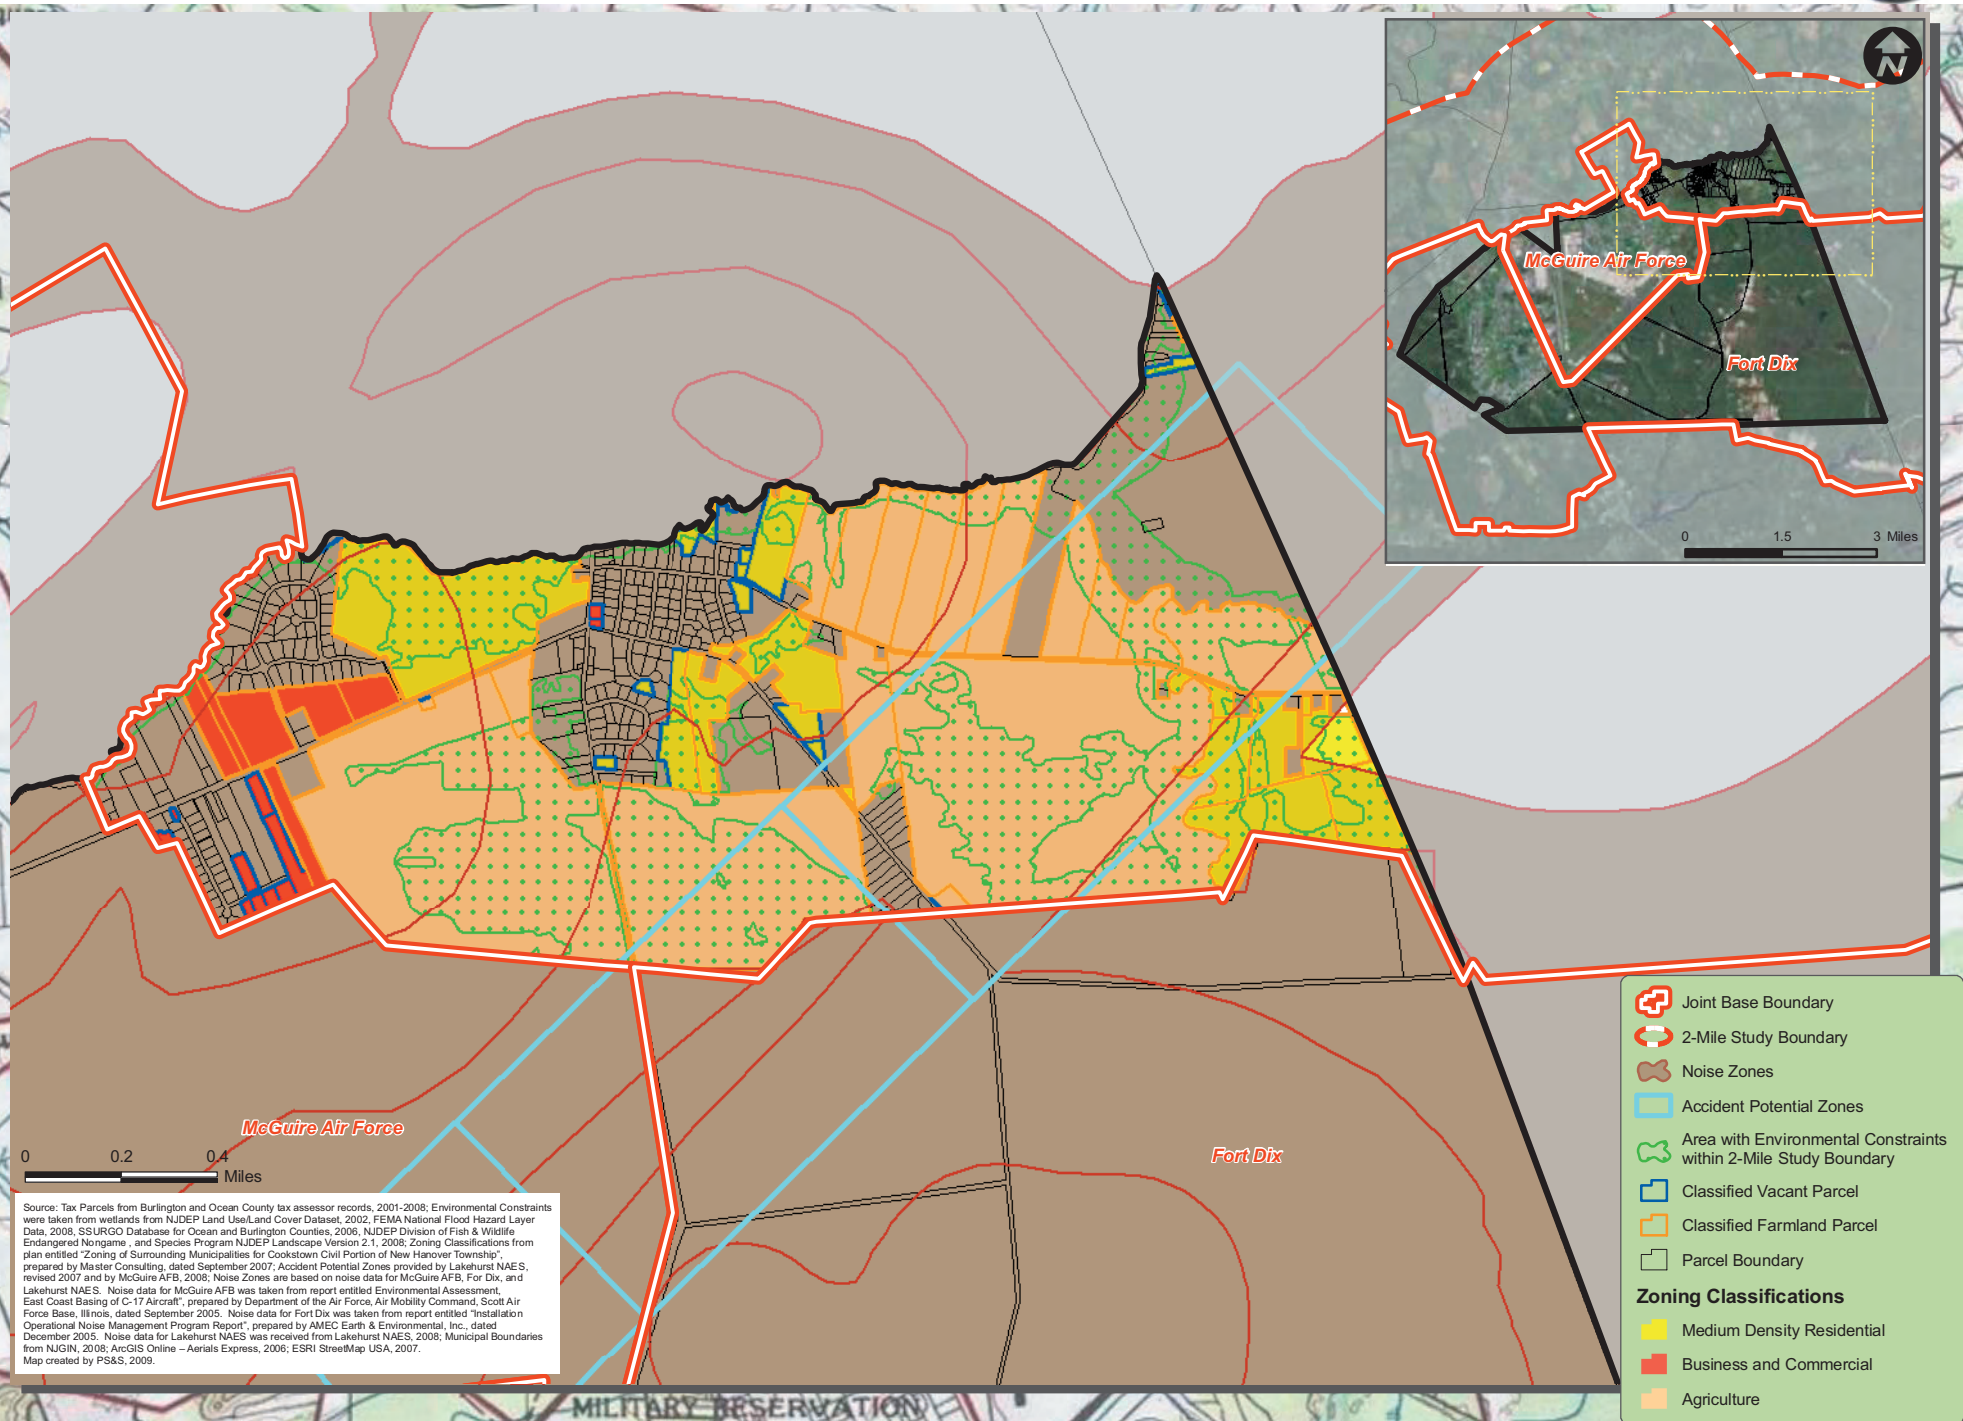 N
McGuire Air Force
Fort Dix
0 1.5 3 Miles
McGuire Air Force
Fort Dix
0 0.2 0.4
Miles
Source: Tax Parcels from Burlington and Ocean County tax assessor records, 2001-2008; Environmental Constraints
were taken from wetlands from NJDEP Land Use/Land Cover Dataset, 2002, FEMA National Flood Hazard Layer
Data, 2008, SSURGO Database for Ocean and Burlington Counties, 2006, NJDEP Division of Fish & Wildlife
Endangered Nongame , and Species Program NJDEP Landscape Version 2.1, 2008; Zoning Classifications from
plan entitled "Zoning of Surrounding Municipalities for Cookstown Civil Portion of New Hanover Township",
prepared by Master Consulting, dated September 2007; Accident Potential Zones provided by Lakehurst NAES,
revised 2007 and by McGuire AFB, 2008; Noise Zones are based on noise data for McGuire AFB, For Dix, and
Lakehurst NAES. Noise data for McGuire AFB was taken from report entitled Environmental Assessment,
East Coast Basing of C-17 Aircraft", prepared by Department of the Air Force, Air Mobility Command, Scott Air
Force Base, Illinois, dated September 2005. Noise data for Fort Dix was taken from report entitled "Installation
Operational Noise Management Program Report", prepared by AMEC Earth & Environmental, Inc., dated
December 2005. Noise data for Lakehurst NAES was received from Lakehurst NAES, 2008; Municipal Boundaries
from NJGIN, 2008; ArcGIS Online – Aerials Express, 2006; ESRI StreetMap USA, 2007.
Map created by PS&S, 2009.
Joint Base Boundary
2-Mile Study Boundary
Noise Zones
Accident Potential Zones
Area with Environmental Constraints
within 2-Mile Study Boundary
Classified Vacant Parcel
Classified Farmland Parcel
Parcel Boundary
Zoning Classifications
Medium Density Residential
Business and Commercial
Agriculture
MILITARY RESERVATION